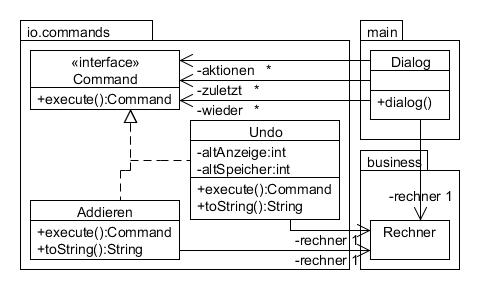 io.commands
main
«interface»
Command
+execute():Command
Dialog
+dialog()
-aktionen *
-zuletzt *
-wieder *
Undo
-altAnzeige:int
-altSpeicher:int
+execute():Command
+toString():String
business
-rechner 1
Addieren
+execute():Command
+toString():String
Rechner
-rechner 1
-rechner 1